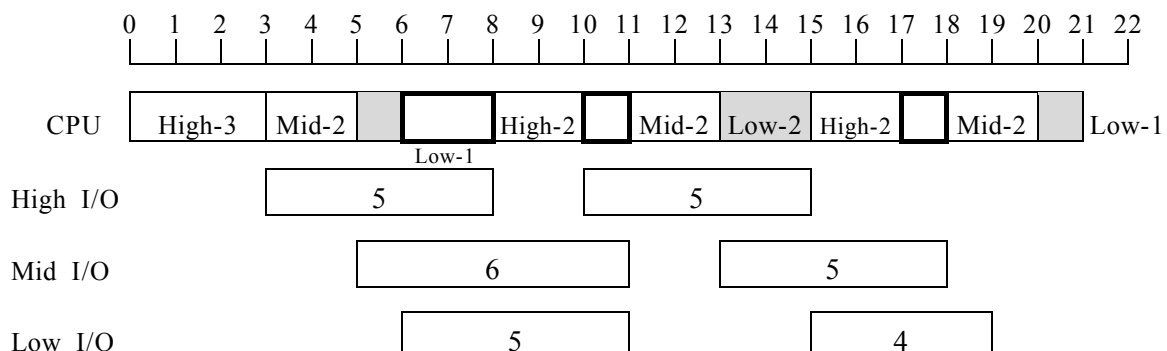 0 1 2 3 4 5 6 7 8 9 10 11 12 13 14 15 16 17 18 19 20 21 22
CPU High-3 Mid-2 High-2 Mid-2 Low-2 High-2 Mid-2 Low-1
Low-1
High I/O 5 5
Mid I/O 6 5
Low I/O 5 4